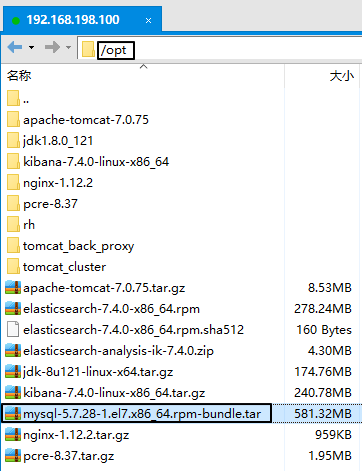 192.168.198.100 ×
/opt
名称 大小
..
apache-tomcat-7.0.75
jdk1.8.0_121
kibana-7.4.0-linux-x86_64
nginx-1.12.2
pcre-8.37
rh
tomcat_back_proxy
tomcat_cluster
apache-tomcat-7.0.75.tar.gz 8.53MB
elasticsearch-7.4.0-x86_64.rpm 278.24MB
elasticsearch-7.4.0-x86_64.rpm.sha512 160 Bytes
elasticsearch-analysis-ik-7.4.0.zip 4.30MB
jdk-8u121-linux-x64.tar.gz 174.76MB
kibana-7.4.0-linux-x86_64.tar.gz 240.78MB
mysql-5.7.28-1.el7.x86_64.rpm-bundle.tar 581.32MB
nginx-1.12.2.tar.gz 959KB
pcre-8.37.tar.gz 1.95MB